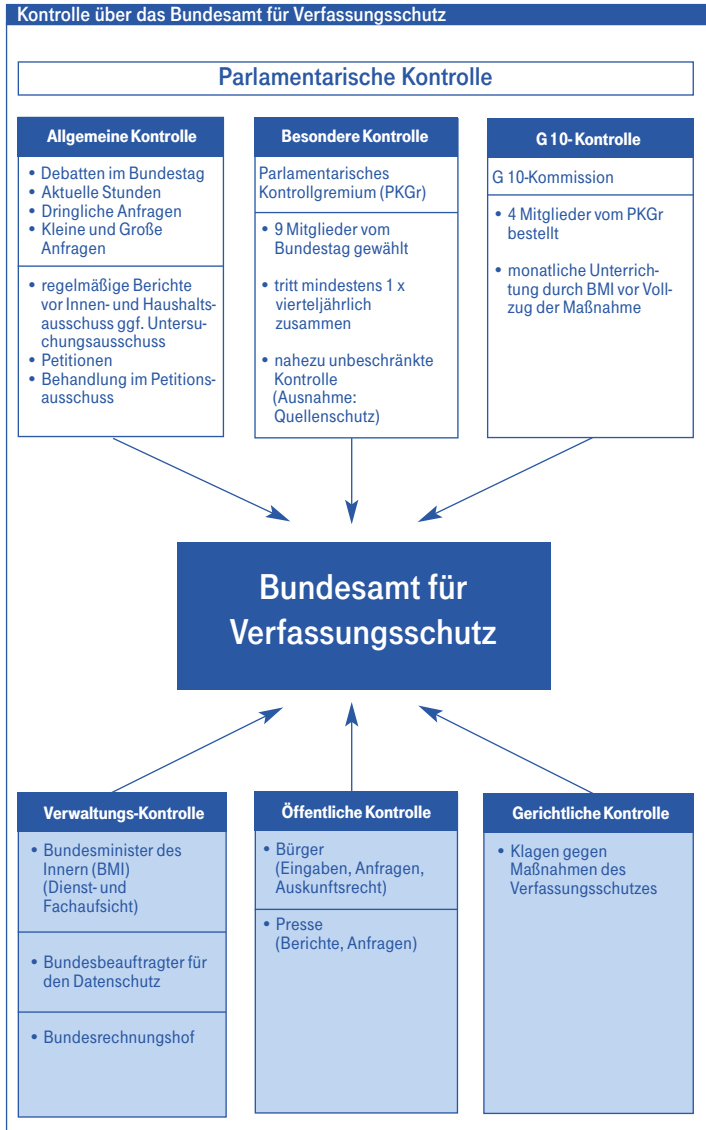 Kontrolle über das Bundesamt für Verfassungsschutz
Parlamentarische Kontrolle
Allgemeine Kontrolle
• Debatten im Bundestag
• Aktuelle Stunden
• Dringliche Anfragen
• Kleine und Große
Anfragen
• regelmäßige Berichte
vor Innen- und Haushalts-
ausschuss ggf. Untersu-
chungsausschuss
• Petitionen
• Behandlung im Petitions-
ausschuss
Besondere Kontrolle
Parlamentarisches
Kontrollgremium (PKGr)
• 9 Mitglieder vom
Bundestag gewählt
• tritt mindestens 1 x
vierteljährlich
zusammen
• nahezu unbeschränkte
Kontrolle
(Ausnahme:
Quellenschutz)
G 10-Kontrolle
G 10-Kommission
• 4 Mitglieder vom PKGr
bestellt
• monatliche Unterrich-
tung durch BMI vor Voll-
zug der Maßnahme
Bundesamt für
Verfassungsschutz
Verwaltungs-Kontrolle
• Bundesminister des
Innern (BMI)
(Dienst- und
Fachaufsicht)
• Bundesbeauftragter für
den Datenschutz
• Bundesrechnungshof
Öffentliche Kontrolle
• Bürger
(Eingaben, Anfragen,
Auskunftsrecht)
• Presse
(Berichte, Anfragen)
Gerichtliche Kontrolle
• Klagen gegen
Maßnahmen des
Verfassungsschutzes